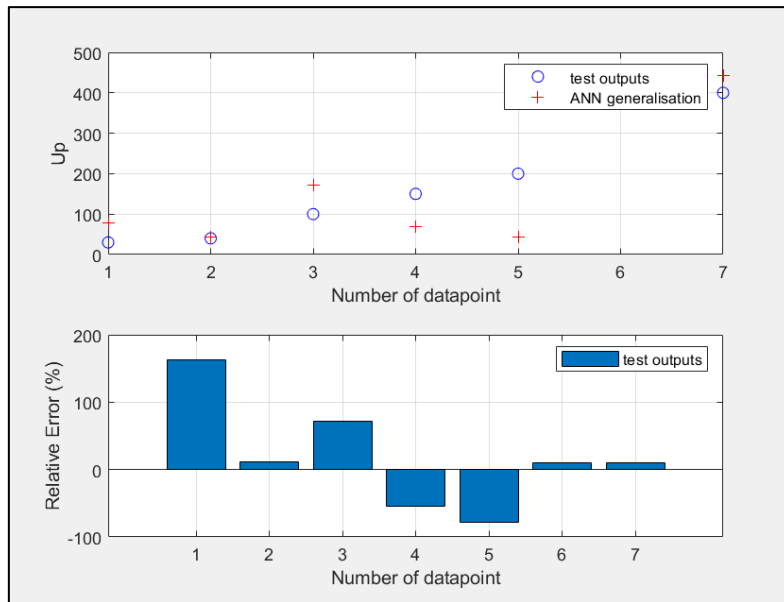 500
400
300
200
100
0
Up
test outputs
ANN generalisation
1 2 3 4 5 6 7
Number of datapoint
200
100
0
-100
Relative Error (%)
test outputs
1 2 3 4 5 6 7
Number of datapoint